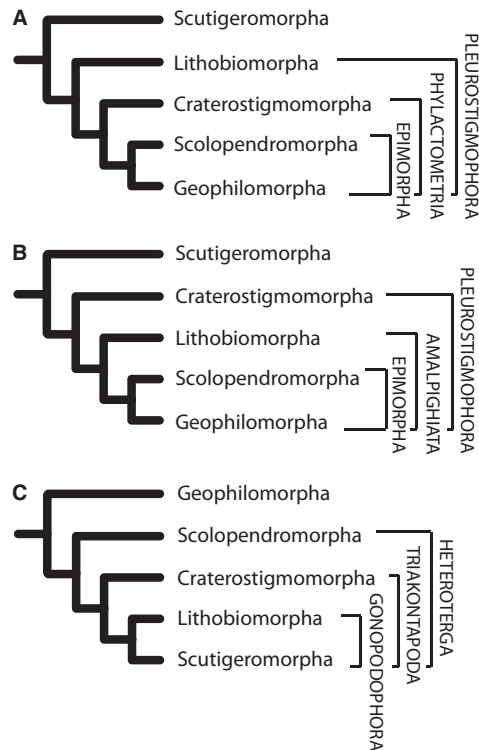 A
Scutigeromorpha
Lithobiomorpha
Craterostigmomorpha
Scolopendromorpha
Geophilomorpha
EPIMORPHA
PHYLACTOMETRIA
PLEUROSTIGMOPHORA
B
Scutigeromorpha
Craterostigmomorpha
Lithobiomorpha
Scolopendromorpha
Geophilomorpha
EPIMORPHA
AMALPIGHIATA
PLEUROSTIGMOPHORA
C
Geophilomorpha
Scolopendromorpha
Craterostigmomorpha
Lithobiomorpha
Scutigeromorpha
GONOPODOPHORA
TRIAKONTAPODA
HETEROTERGA